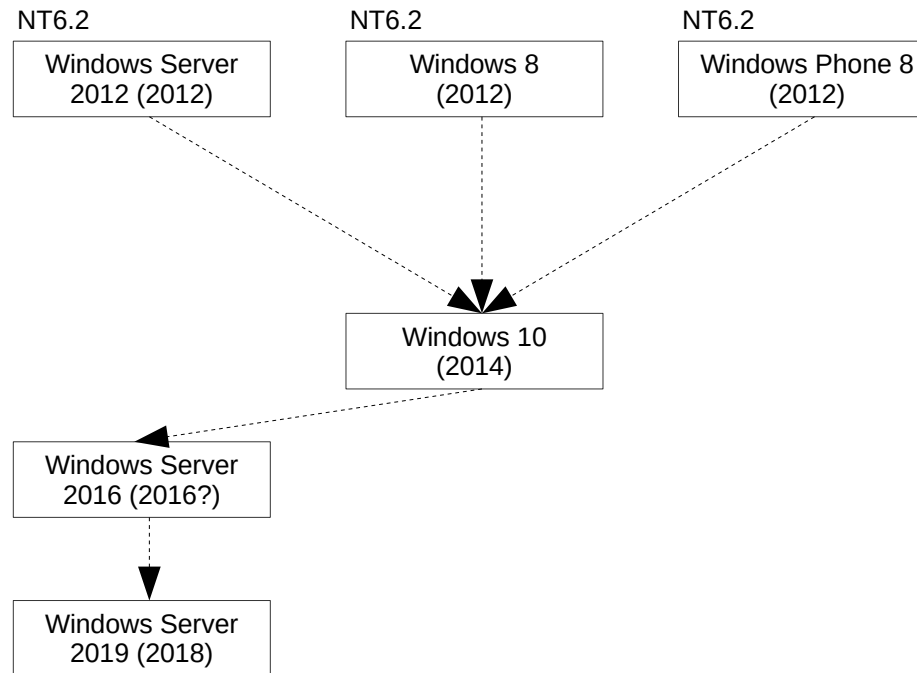 NT6.2
NT6.2
NT6.2
Windows Server
2012 (2012)
Windows 8
(2012)
Windows Phone 8
(2012)
Windows 10
(2014)
Windows Server
2016 (2016?)
Windows Server
2019 (2018)